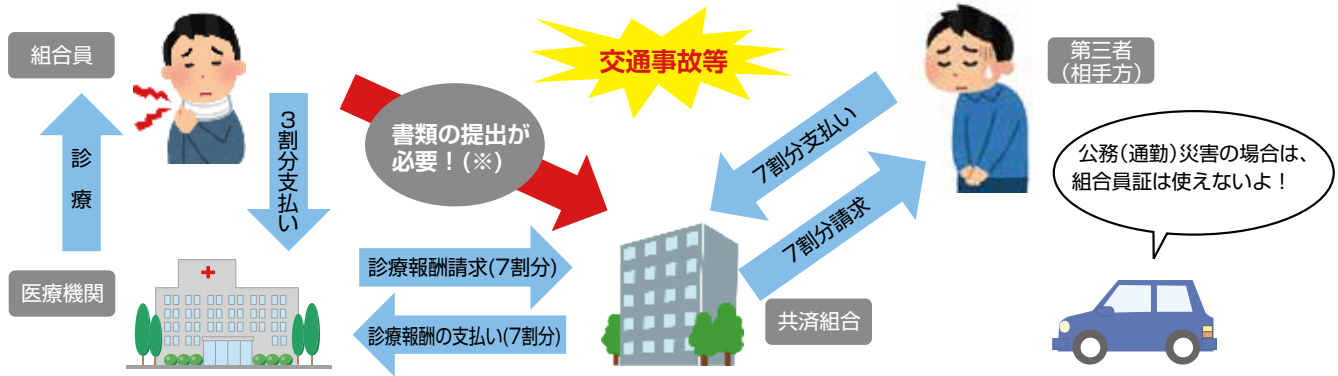 組合員
交通事故等
第三者
(相手方)
書類の提出が
必要！(※)
診療
3割分支払い
7割分支払い
7割分請求
公務(通勤)災害の場合は、
組合員証は使えないよ！
医療機関
診療報酬請求(7割分)
診療報酬の支払い(7割分)
共済組合